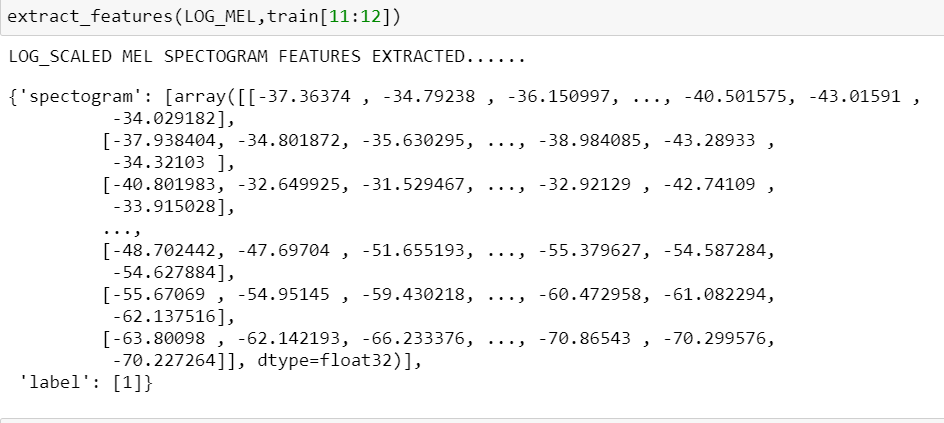 extract_features(LOG_MEL,train[11:12])
LOG_SCALED MEL SPECTOGRAM FEATURES EXTRACTED......
{'spectogram': [array([[-37.36374 , -34.79238 , -36.150997, ..., -40.501575, -43.01591 ,
-34.029182],
[-37.938404, -34.801872, -35.630295, ..., -38.984085, -43.28933 ,
-34.32103 ],
[-40.801983, -32.649925, -31.529467, ..., -32.92129 , -42.74109 ,
-33.915028],
...,
[-48.702442, -47.69704 , -51.655193, ..., -55.379627, -54.587284,
-54.627884],
[-55.67069 , -54.95145 , -59.430218, ..., -60.472958, -61.082294,
-62.137516],
[-63.80098 , -62.142193, -66.233376, ..., -70.86543 , -70.299576,
-70.227264]], dtype=float32)],
'label': [1]}